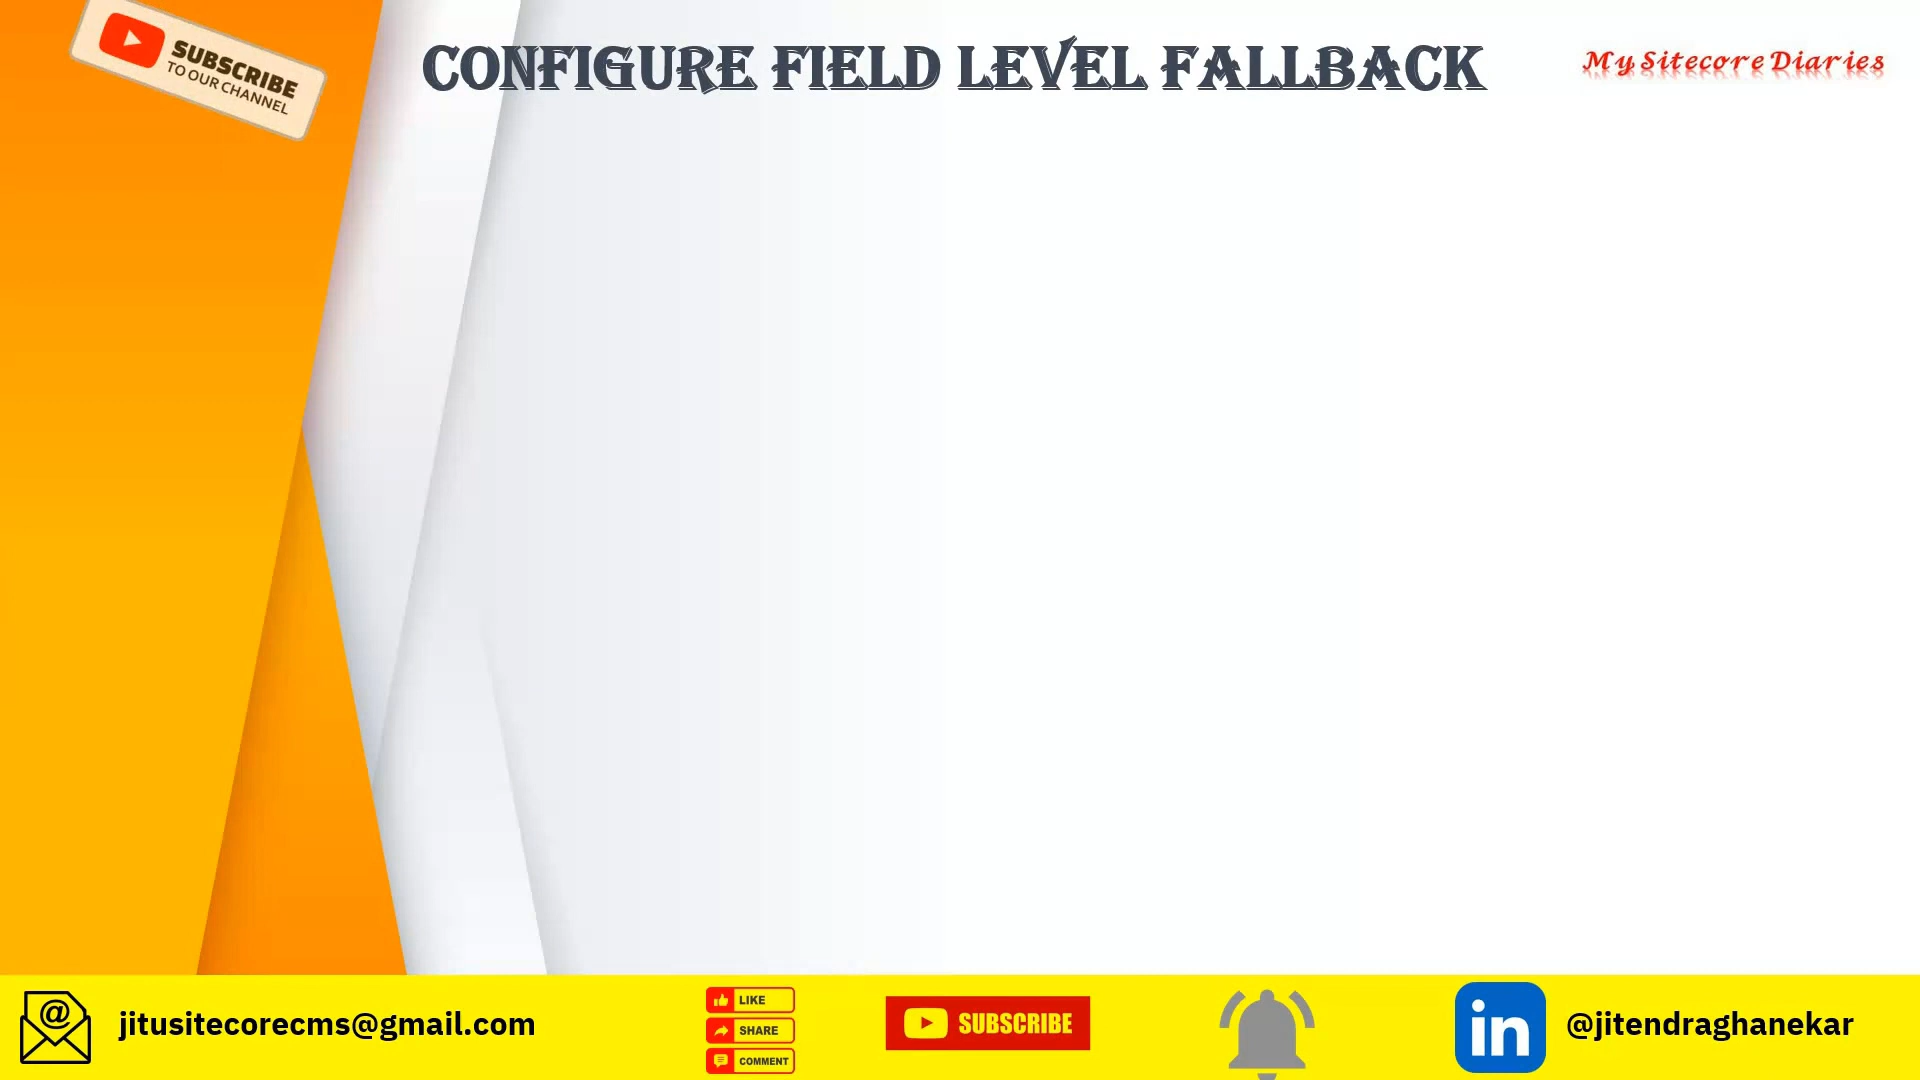 SUBSCRIBE
TO OUR CHANNEL
CONFIGURE FIELD LEVEL FALLBACK
My Sitecore Diaries
@
jitusitecorecms@gmail.com
LIKE
SHARE
COMMENT
SUBSCRIBE
in
@jitendraghanekar